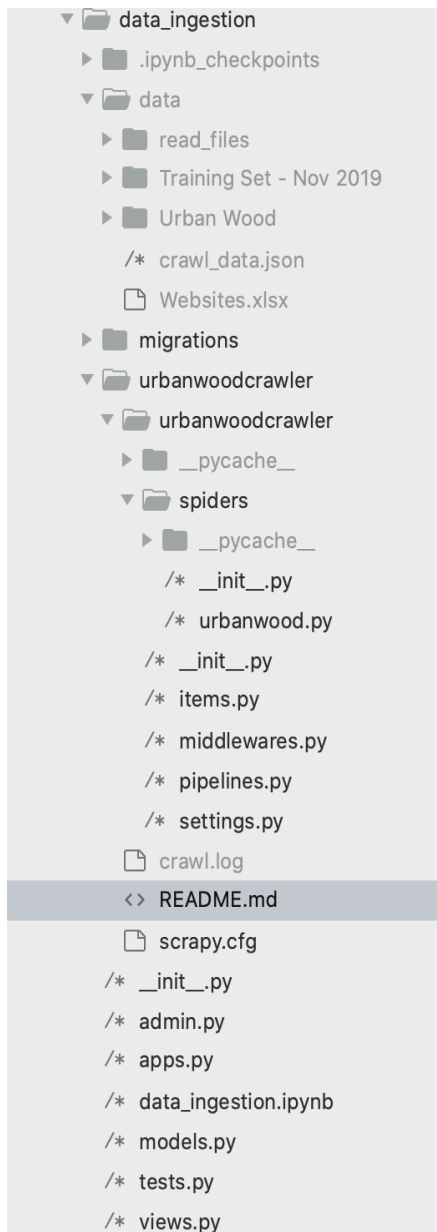 data_ingestion
.ipynb_checkpoints
data
read_files
Training Set - Nov 2019
Urban Wood
/* crawl_data.json
Websites.xlsx
migrations
urbanwoodcrawler
urbanwoodcrawler
__pycache__
spiders
__pycache__
/* __init__.py
/* urbanwood.py
/* __init__.py
/* items.py
/* middlewares.py
/* pipelines.py
/* settings.py
crawl.log
<> README.md
scrapy.cfg
/* __init__.py
/* admin.py
/* apps.py
/* data_ingestion.ipynb
/* models.py
/* tests.py
/* views.py